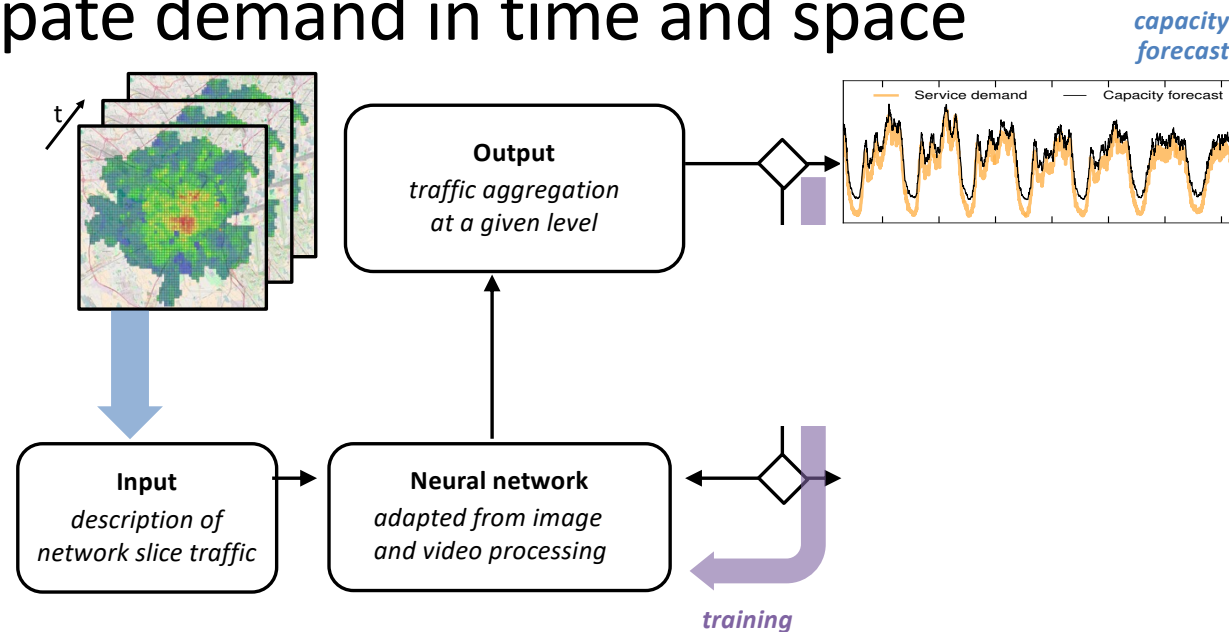 pate demand in time and space
capacity
forecast
t
Service demand
Capacity forecast
Output
traffic aggregation
at a given level
Input
description of
network slice traffic
Neural network
adapted from image
and video processing
training